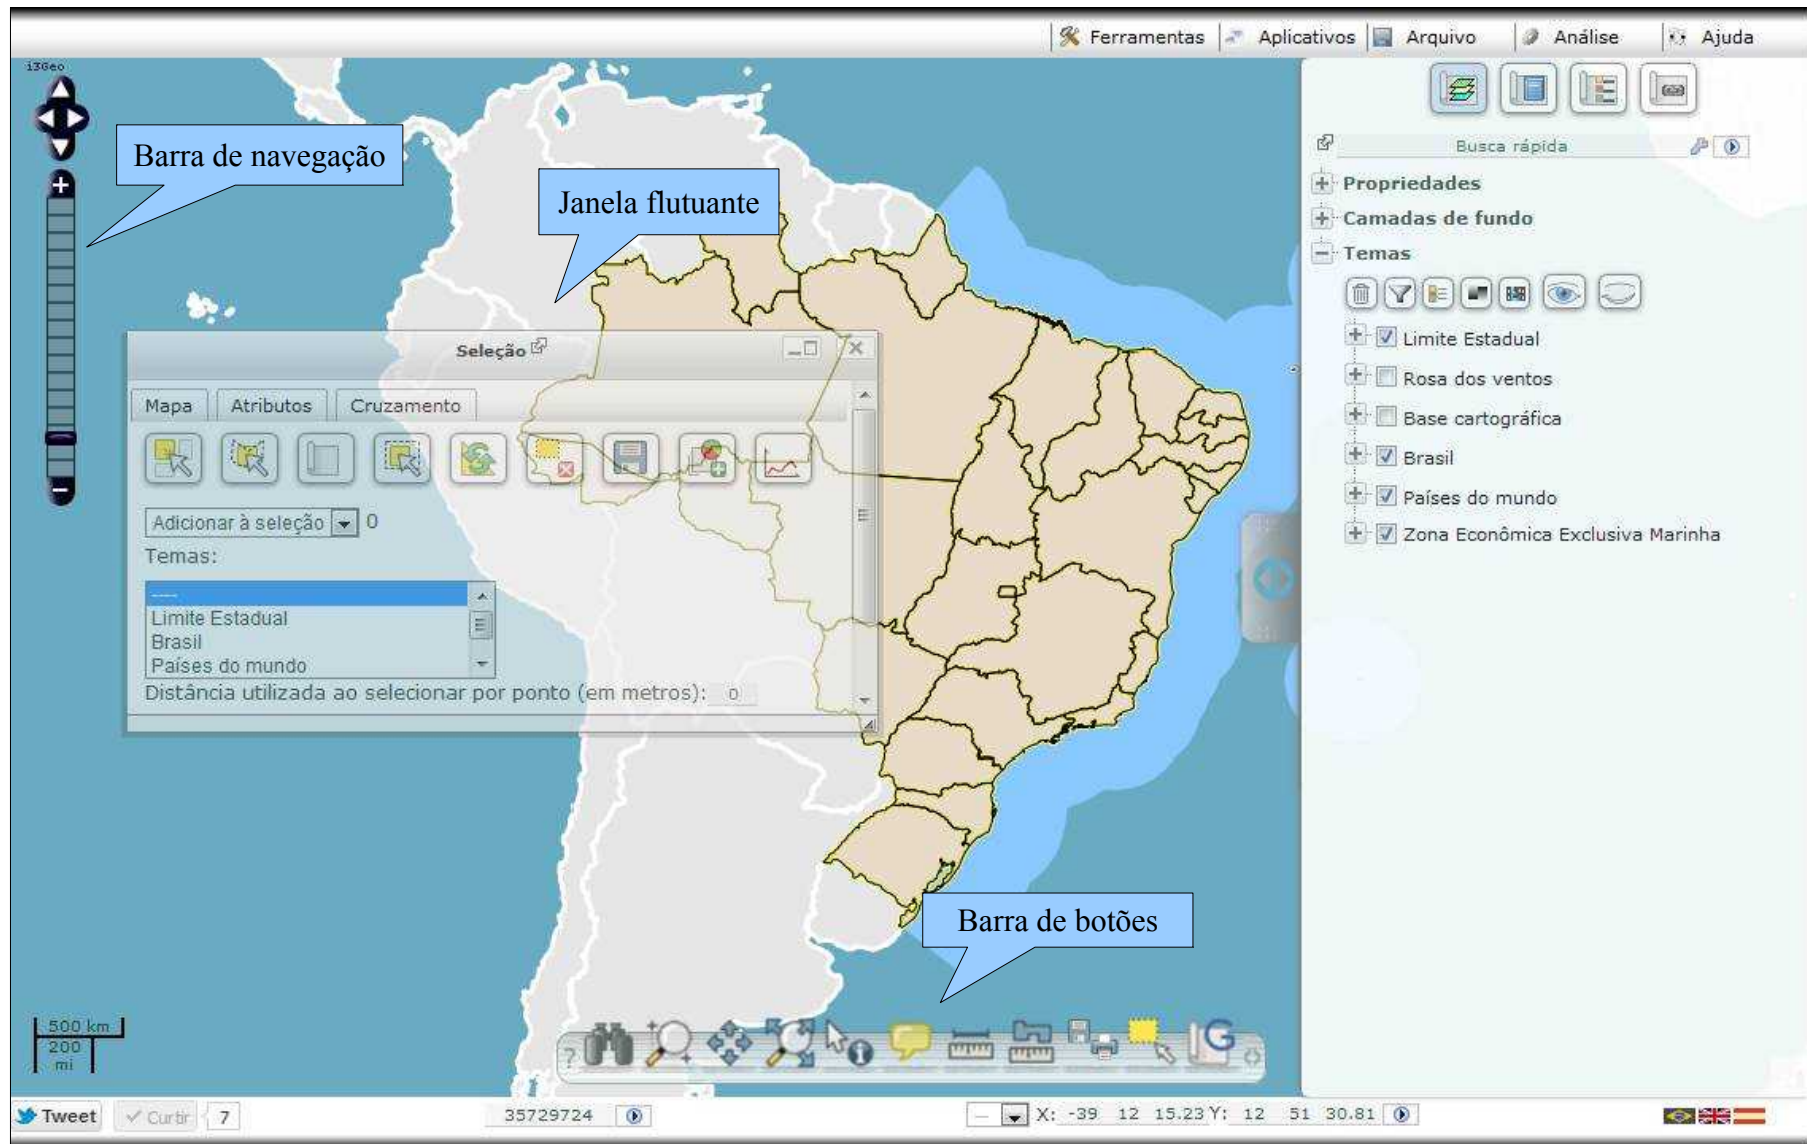 Ferramentas Aplicativos Arquivo Análise Ajuda
i3Geo
Barra de navegação
Janela flutuante
Busca rápida
Propriedades
Camadas de fundo
Temas
Limite Estadual
Rosa dos ventos
Base cartográfica
Brasil
Países do mundo
Zona Econômica Exclusiva Marinha
Seleção
Mapa Atributos Cruzamento
Adicionar à seleção 0
Temas:
----
Limite Estadual
Brasil
Países do mundo
Distância utilizada ao selecionar por ponto (em metros): 0
Barra de botões
500 km
200
mi
? G
Tweet Curtir 7
35729724
X: -39 12 15.23 Y: 12 51 30.81